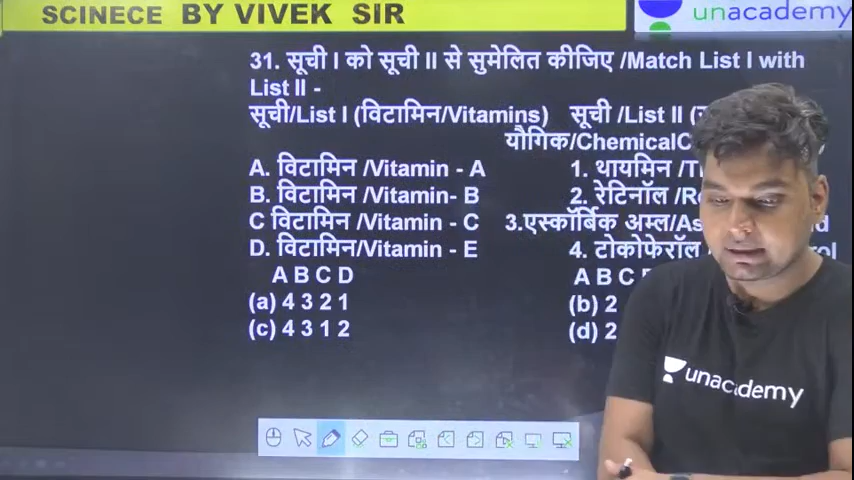 SCINECE BY VIVEK SIR
unacademy
31. सूची I को सूची II से सुमेलित कीजिए /Match List I with
List II -
सूची/List I (विटामिन/Vitamins) सूची /List II
यौगिक
A. विटामिन /Vitamin - A 1. थायमिन
B. विटामिन /Vitamin- B 2. रेटिनॉल
C विटामिन /Vitamin - C 3.एस्कॉर्बिक अम्ल
D. विटामिन/Vitamin - E 4. टोकोफेरॉल
A B C D A B C
(a) 4 3 2 1 (b) 2
(c) 4 3 1 2 (d) 2
unacademy